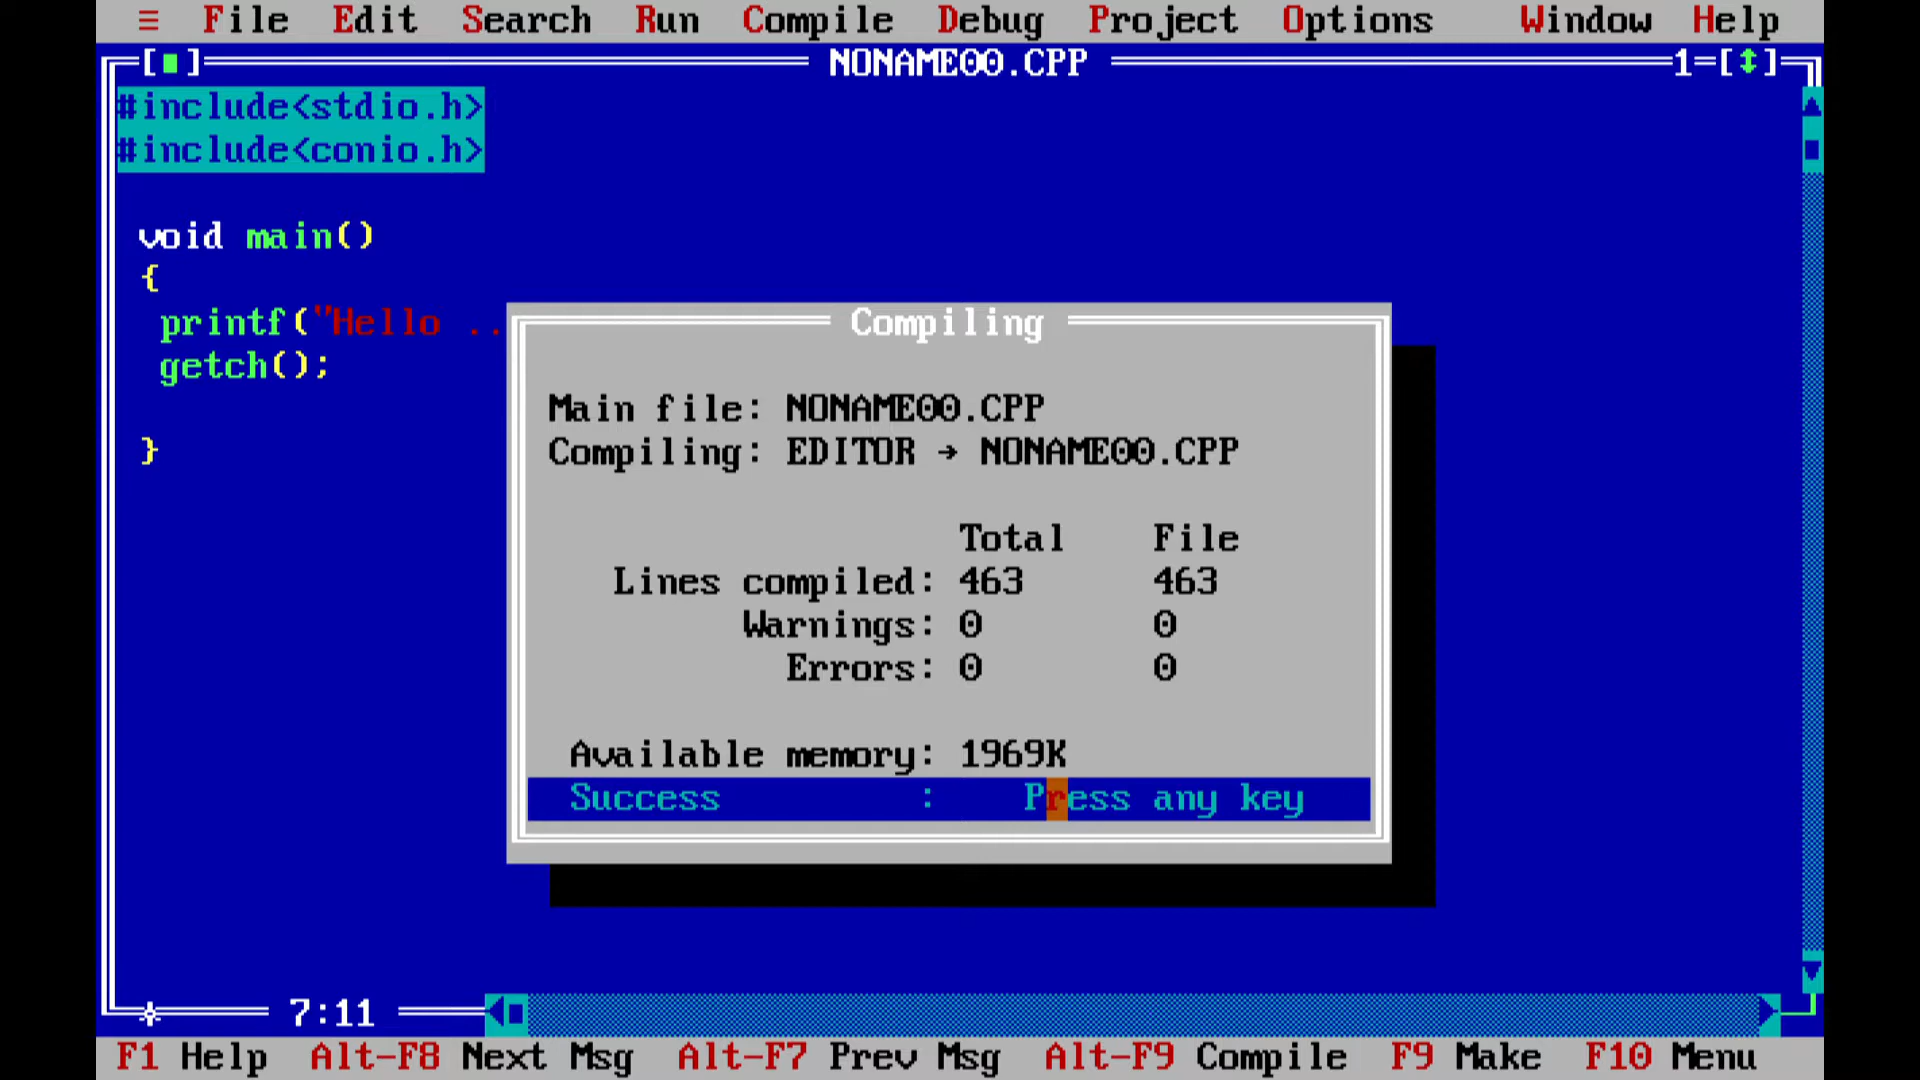 ≡ File Edit Search Run Compile Debug Project Options Window Help
[■] NONAME00.CPP 1=[↕]
#include<stdio.h>
#include<conio.h>
void main()
{
printf("Hello ..
getch();
}
Compiling
Main file: NONAME00.CPP
Compiling: EDITOR → NONAME00.CPP
Total File
Lines compiled: 463 463
Warnings: 0 0
Errors: 0 0
Available memory: 1969K
Success : Press any key
7:11
F1 Help Alt-F8 Next Msg Alt-F7 Prev Msg Alt-F9 Compile F9 Make F10 Menu